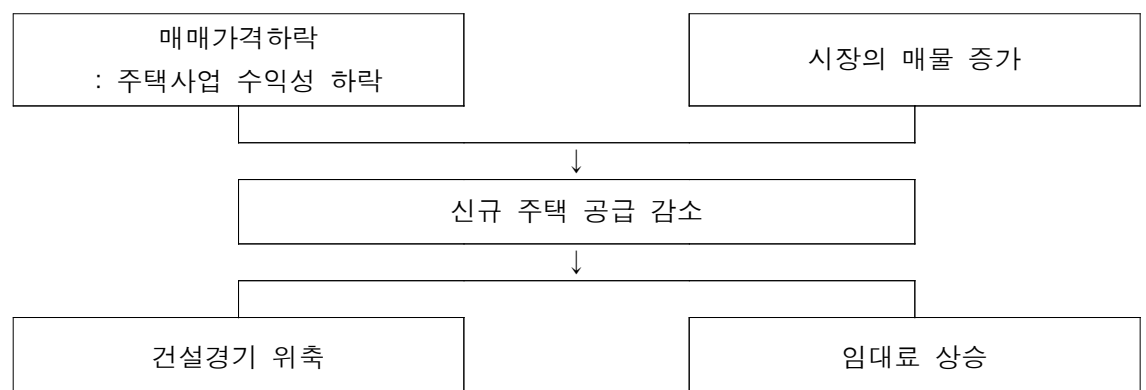 매매가격하락
: 주택사업 수익성 하락
시장의 매물 증가
↓
신규 주택 공급 감소
↓
건설경기 위축
임대료 상승